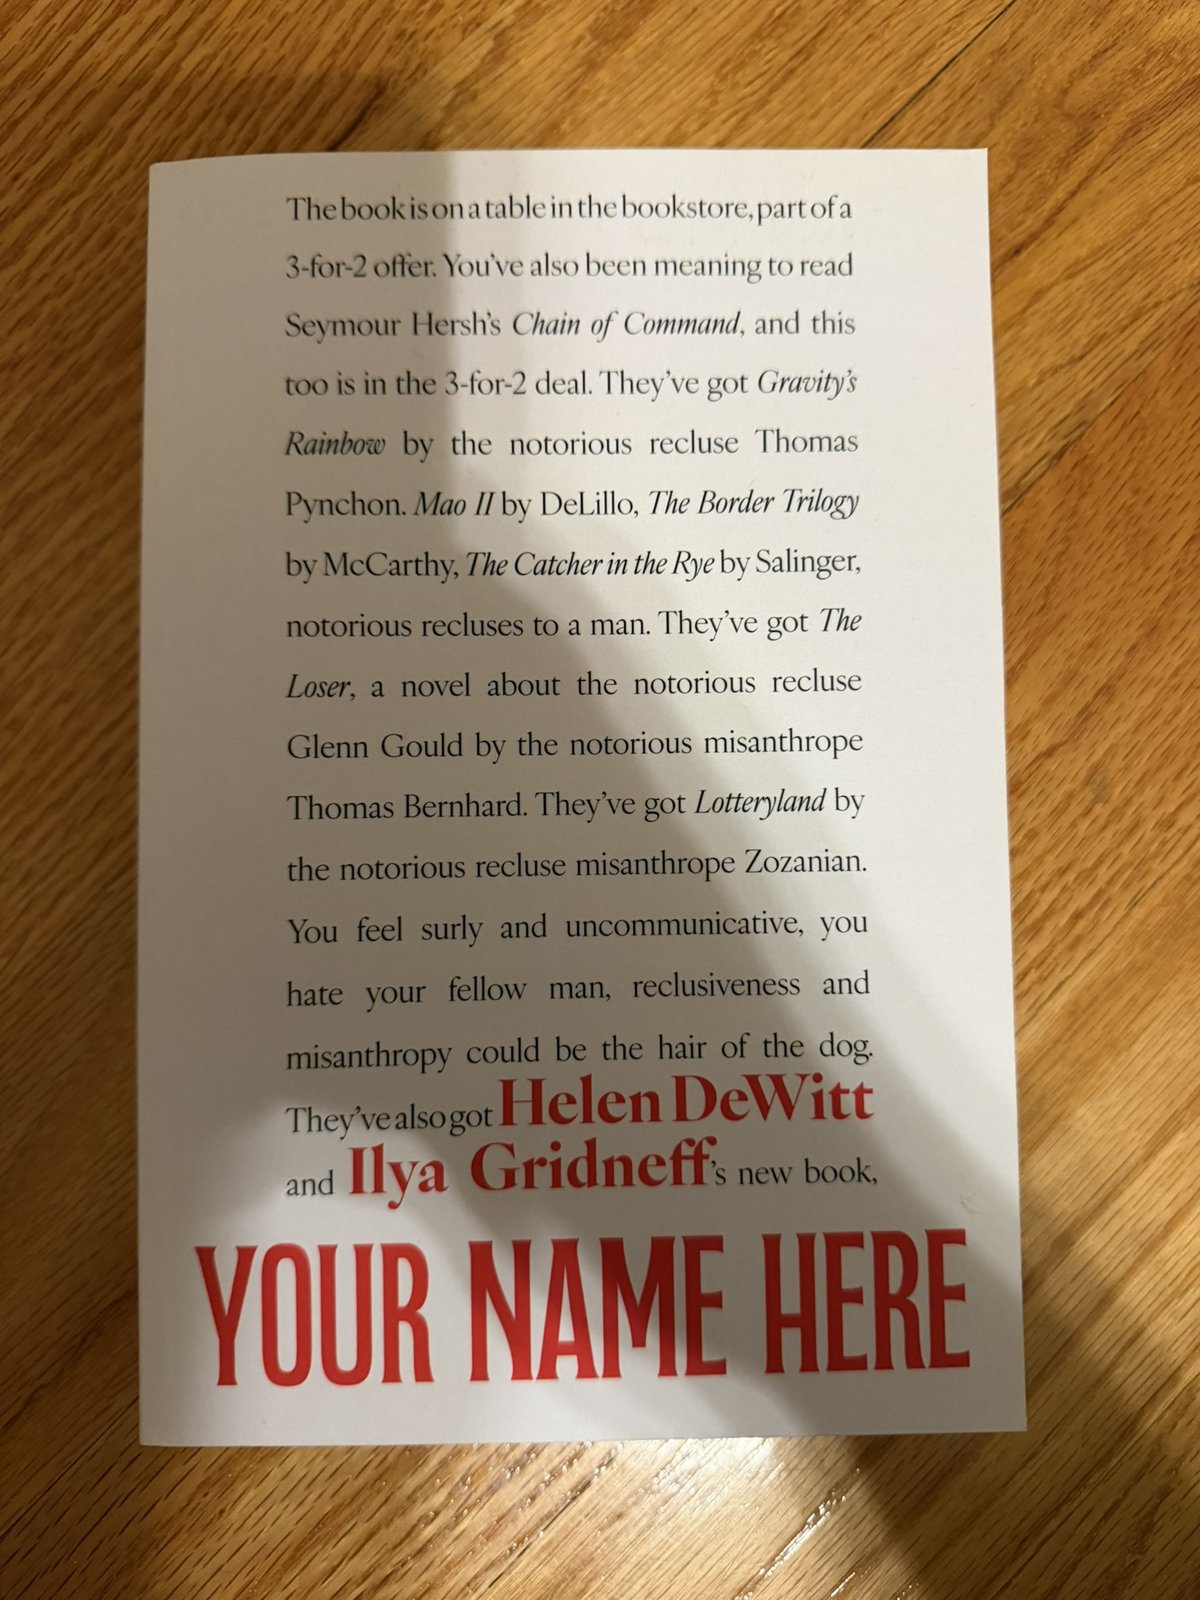 The book is on a table in the bookstore, part of a
3-for-2 offer. You've also been meaning to read
Seymour Hersh's Chain of Command, and this
too is in the 3-for-2 deal. They've got Gravity's
Rainbow by the notorious recluse Thomas
Pynchon. Mao II by DeLillo, The Border Trilogy
by McCarthy, The Catcher in the Rye by Salinger,
notorious recluses to a man. They've got The
Loser, a novel about the notorious recluse
Glenn Gould by the notorious misanthrope
Thomas Bernhard. They've got Lotteryland by
the notorious recluse misanthrope Zozanian.
You feel surly and uncommunicative, you
hate your fellow man, reclusiveness and
misanthropy could be the hair of the dog.
They've also got Helen DeWitt
and Ilya Gridneff's new book,
YOUR NAME HERE